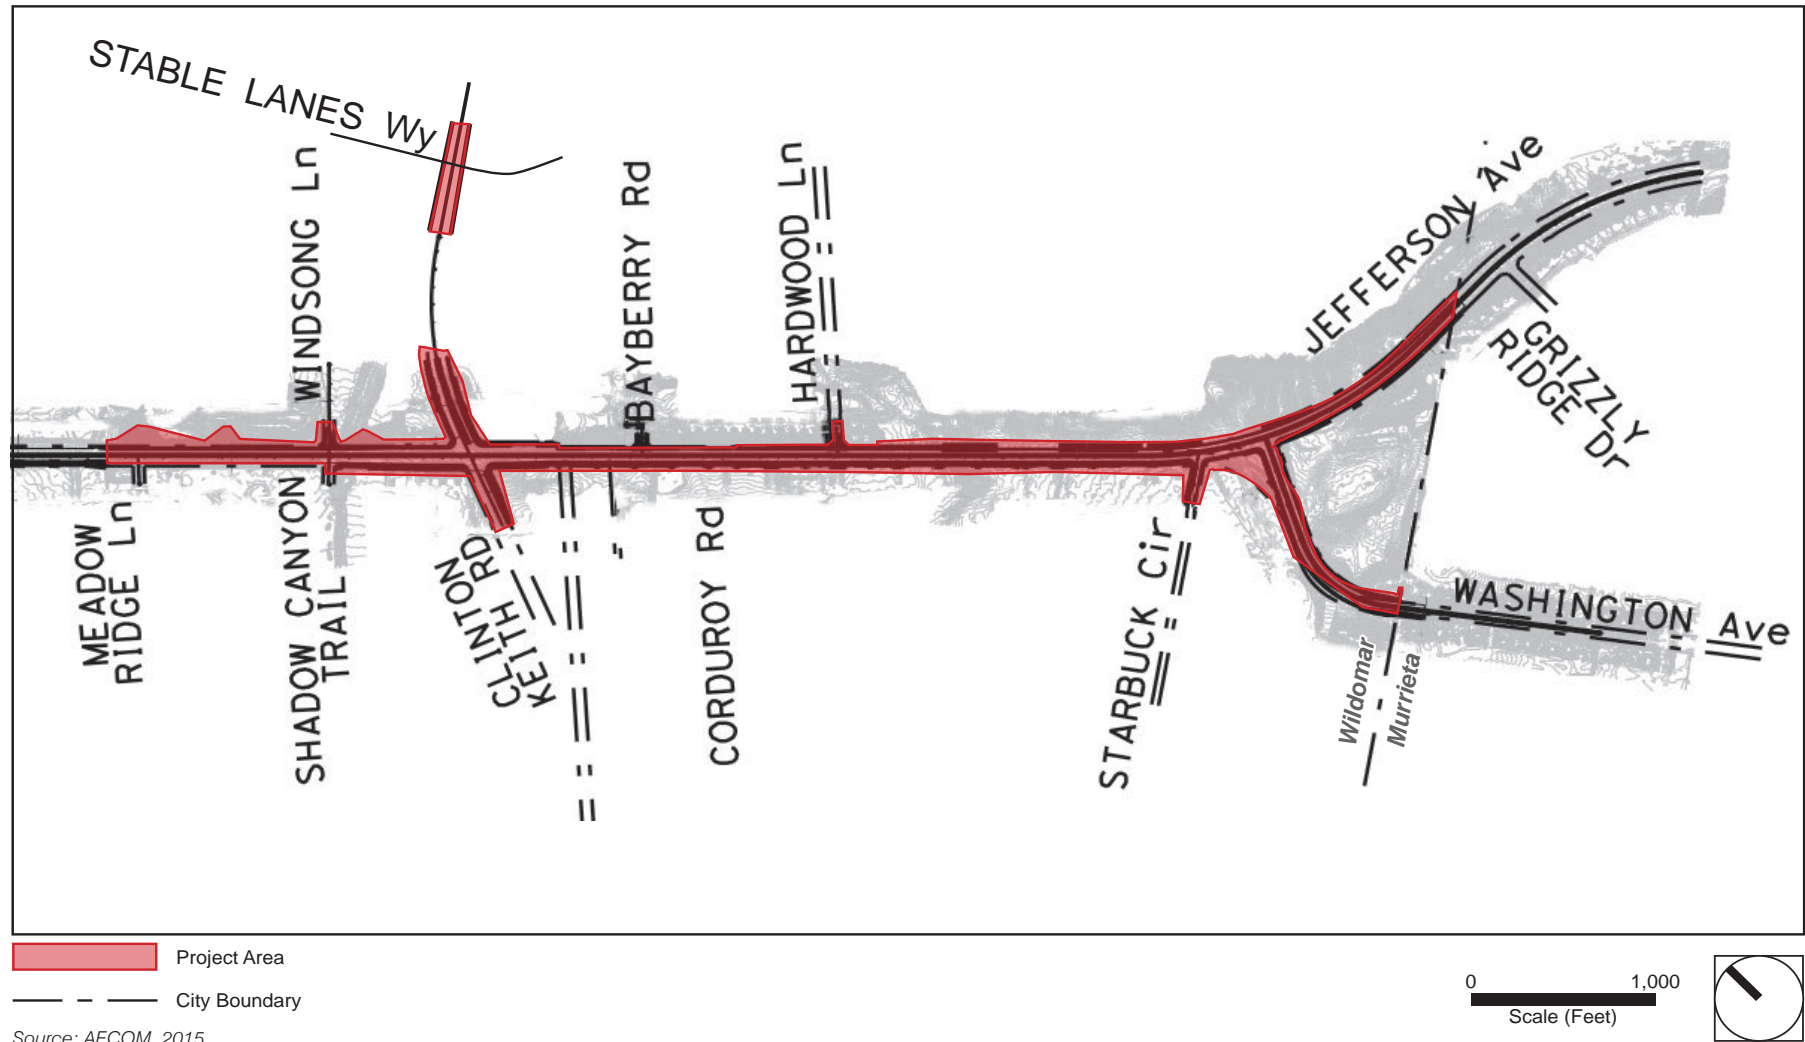 STABLE LANES Wy
WINDSONG Ln
BAYBERRY Rd
HARDWOOD Ln
JEFFERSON Ave
GRIZZLY
RIDGE Dr
MEADOW
RIDGE Ln
SHADOW CANYON
TRAIL
CLINTON
KEITH RD
CORDUROY Rd
STARBUCK Cir
WASHINGTON Ave
Wildomar
Murrieta
Project Area
City Boundary
0 1,000
Scale (Feet)
Source: AECOM, 2015